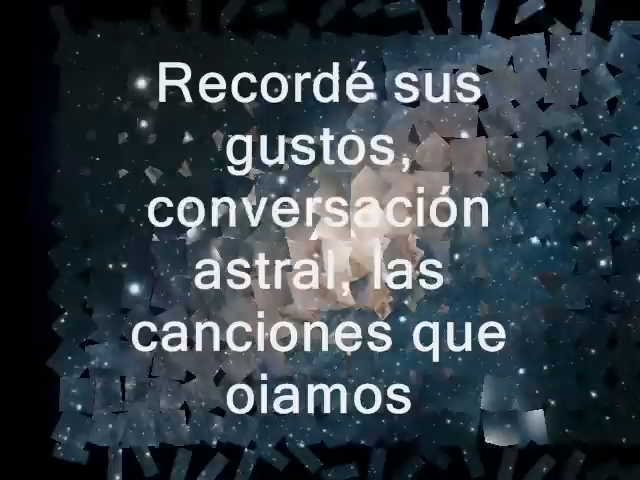 Recordé sus
gustos,
conversación
astral, las
canciones que
oiamos